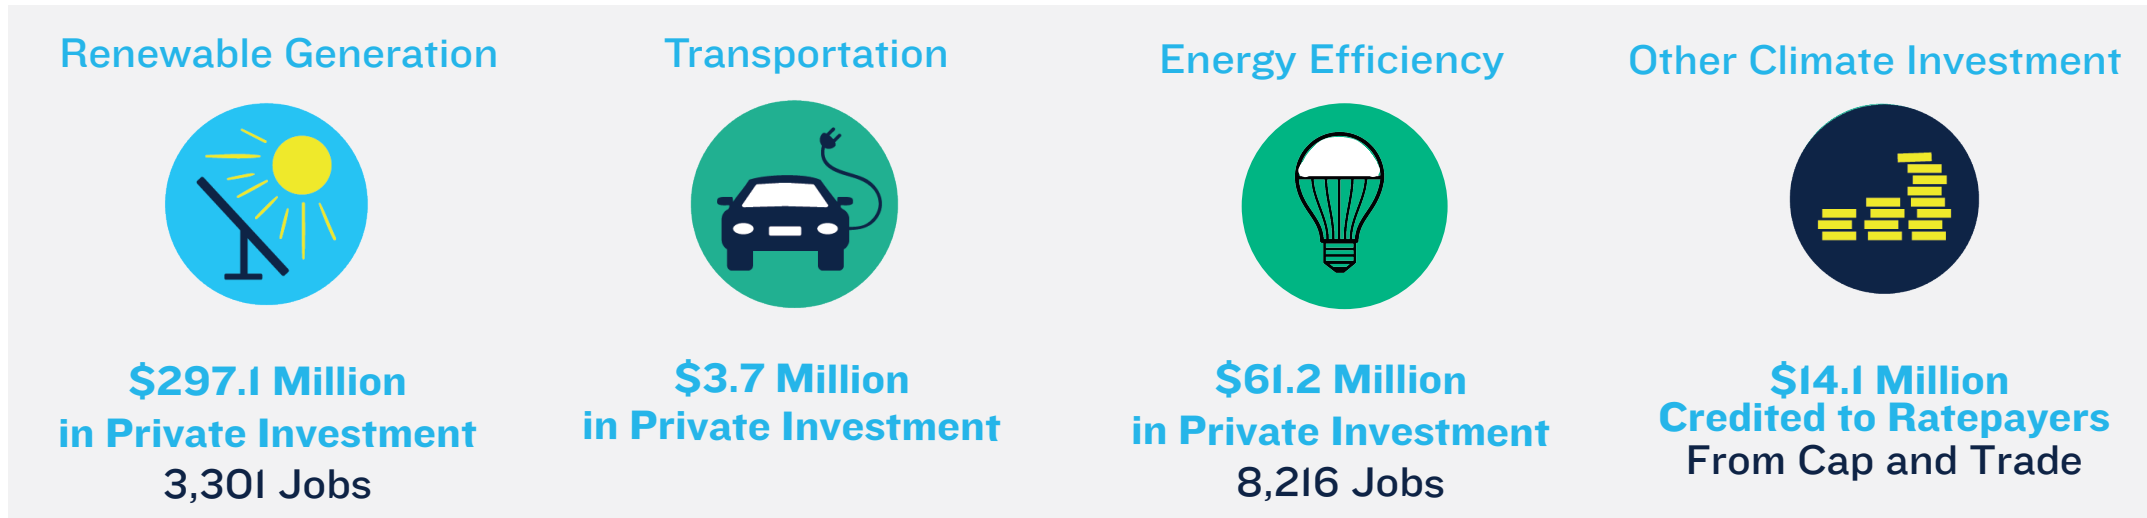 Renewable Generation
$297.1 Million
in Private Investment
3,301 Jobs
Transportation
$3.7 Million
in Private Investment
Energy Efficiency
$61.2 Million
in Private Investment
8,216 Jobs
Other Climate Investment
$14.1 Million
Credited to Ratepayers
From Cap and Trade